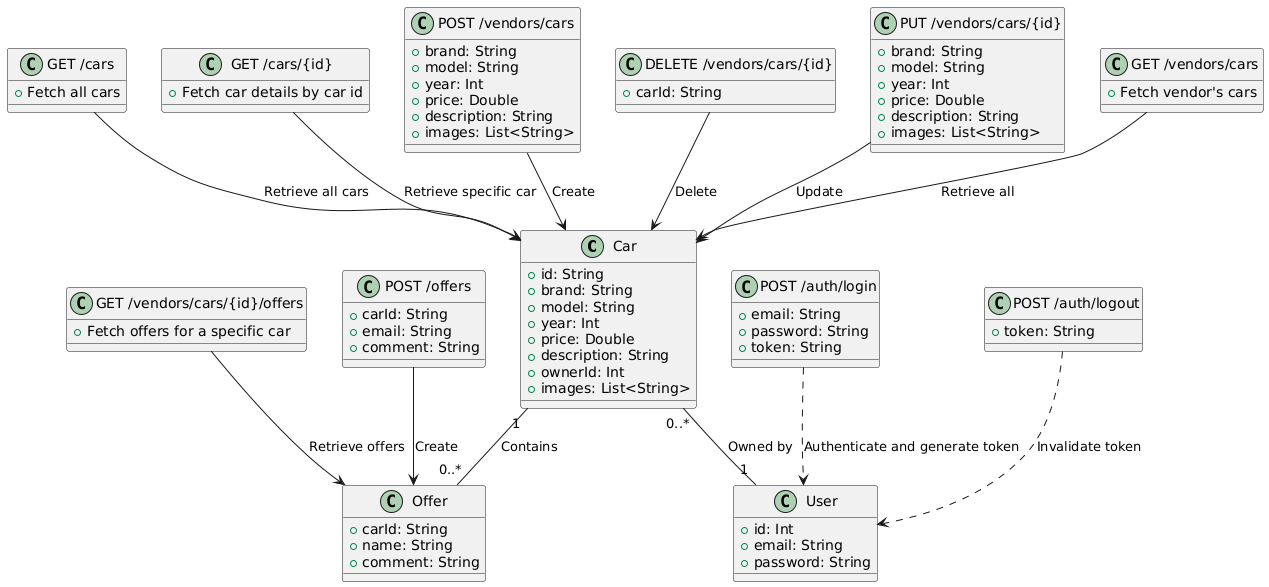 C POST /vendors/cars
+ brand: String
+ model: String
+ year: Int
+ price: Double
+ description: String
+ images: List<String>
C PUT /vendors/cars/{id}
+ brand: String
+ model: String
+ year: Int
+ price: Double
+ description: String
+ images: List<String>
C GET /cars
+ Fetch all cars
C GET /cars/{id}
+ Fetch car details by car id
C DELETE /vendors/cars/{id}
+ carId: String
C GET /vendors/cars
+ Fetch vendor's cars
Retrieve all cars
Retrieve specific car
Create
Delete
Update
Retrieve all
C Car
+ id: String
+ brand: String
+ model: String
+ year: Int
+ price: Double
+ description: String
+ ownerId: Int
+ images: List<String>
C GET /vendors/cars/{id}/offers
+ Fetch offers for a specific car
C POST /offers
+ carId: String
+ email: String
+ comment: String
C POST /auth/login
+ email: String
+ password: String
+ token: String
C POST /auth/logout
+ token: String
1
0..*
Retrieve offers
Create
Contains
Owned by
Authenticate and generate token
Invalidate token
0..*
1
C Offer
+ carId: String
+ name: String
+ comment: String
C User
+ id: Int
+ email: String
+ password: String